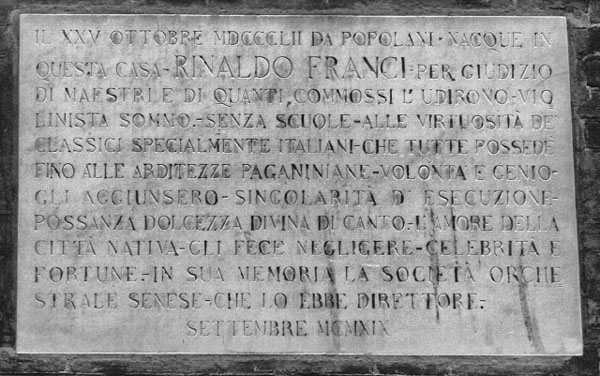 IL XXV OTTOBRE MDCCCLII DA POPOLANI-NACQUE IN
QUESTA CASA-RINALDO FRANCI-PER GIUDIZIO
DI MAESTRI E DI QUANTI, COMMOSSI L'UDIRONO-VIO
LINISTA SOMMO.-SENZA SCUOLE-ALLE VIRTUOSITÀ DE'
CLASSICI SPECIALMENTE ITALIANI-CHE TUTTE POSSEDÉ
FINO ALLE ARDITEZZE PAGANINIANE-VOLONTÀ E GENIO-
GLI AGGIUNSERO-SINGOLARITÀ D'ESECUZIONE-
POSSANZA DOLCEZZA DIVINA DI CANTO.-L'AMORE DELLA
CITTÀ NATIVA-GLI FECE NEGLIGERE-CELEBRITÀ E
FORTUNE.-IN SUA MEMORIA LA SOCIETÀ ORCHE
STRALE SENESE-CHE LO EBBE DIRETTORE.-
SETTEMBRE MCMXIX